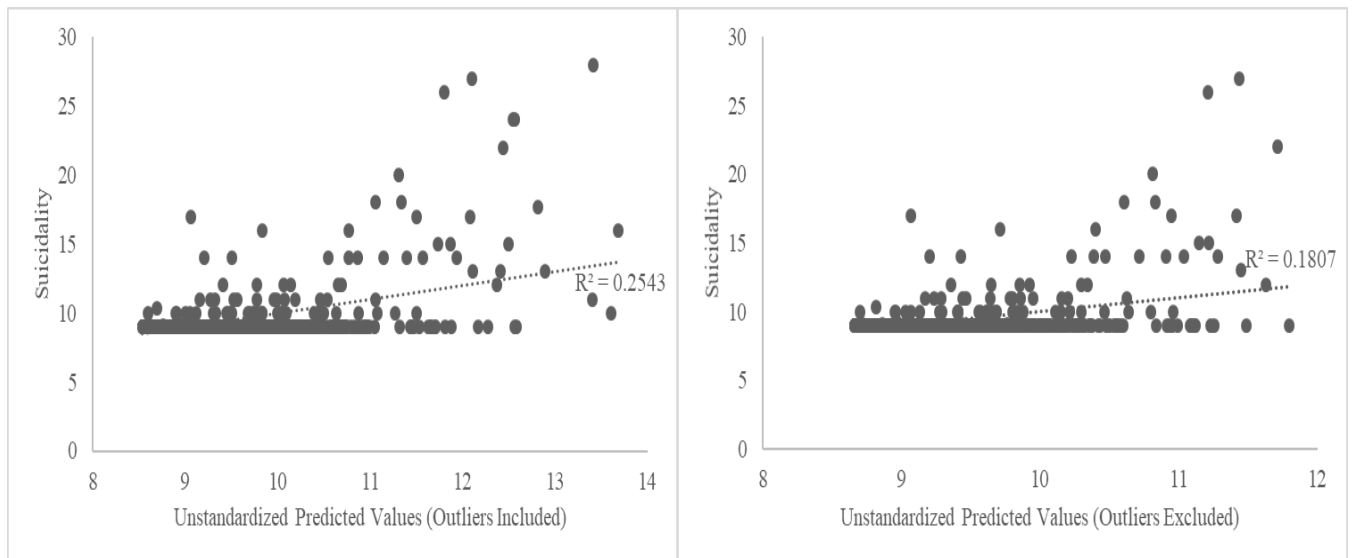 30
25
20
15
10
5
0
Suicidality
R² = 0.2543
8 9 10 11 12 13 14
Unstandardized Predicted Values (Outliers Included)
30
25
20
15
10
5
0
Suicidality
R² = 0.1807
8 9 10 11 12
Unstandardized Predicted Values (Outliers Excluded)